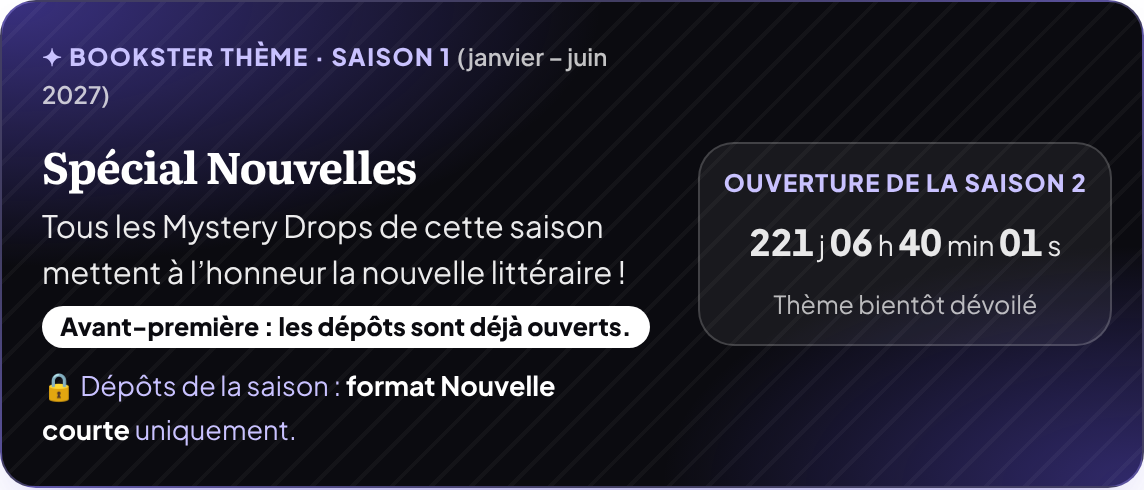 ✦ BOOKSTER THÈME · SAISON 1 (janvier – juin
2027)
Spécial Nouvelles
Tous les Mystery Drops de cette saison
mettent à l’honneur la nouvelle littéraire !
Avant-première : les dépôts sont déjà ouverts.
🔒 Dépôts de la saison : format Nouvelle
courte uniquement.
OUVERTURE DE LA SAISON 2
221 j 06 h 40 min 01 s
Thème bientôt dévoilé